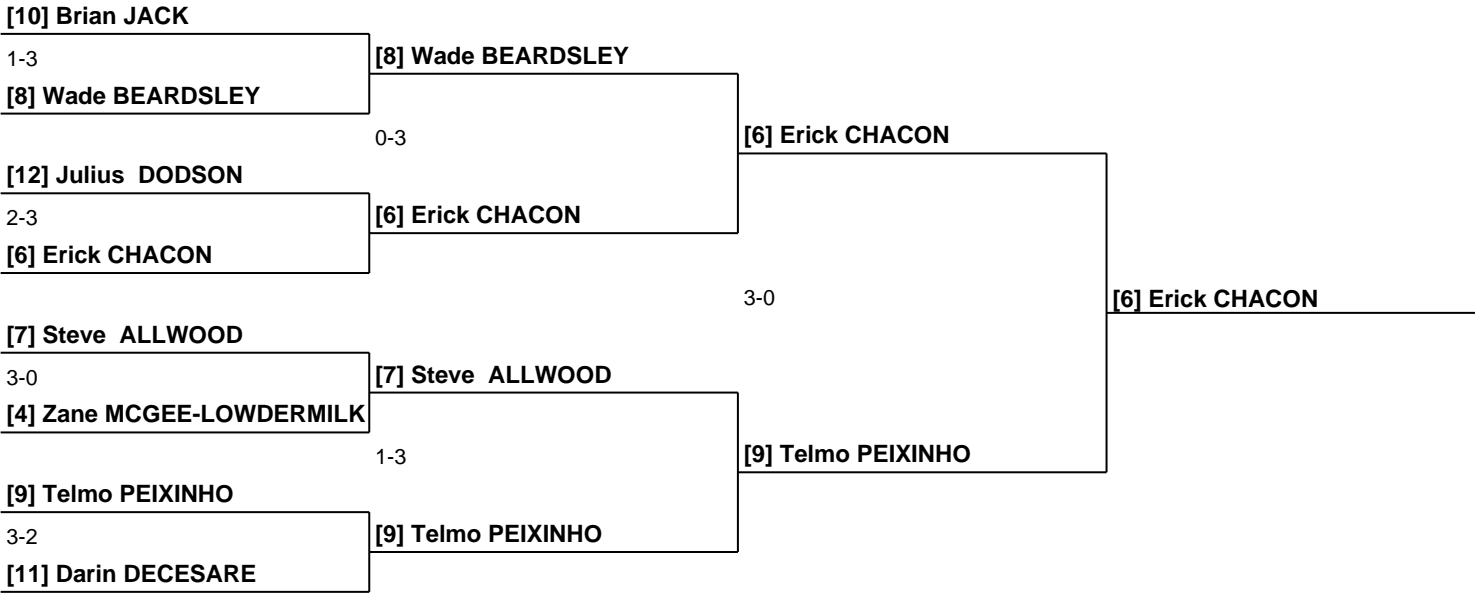 [10] Brian JACK
1-3
[8] Wade BEARDSLEY
[8] Wade BEARDSLEY
0-3
[6] Erick CHACON
[12] Julius  DODSON
2-3
[6] Erick CHACON
[6] Erick CHACON
3-0
[6] Erick CHACON
[7] Steve  ALLWOOD
3-0
[7] Steve  ALLWOOD
[4] Zane MCGEE-LOWDERMILK
1-3
[9] Telmo PEIXINHO
[9] Telmo PEIXINHO
3-2
[9] Telmo PEIXINHO
[11] Darin DECESARE